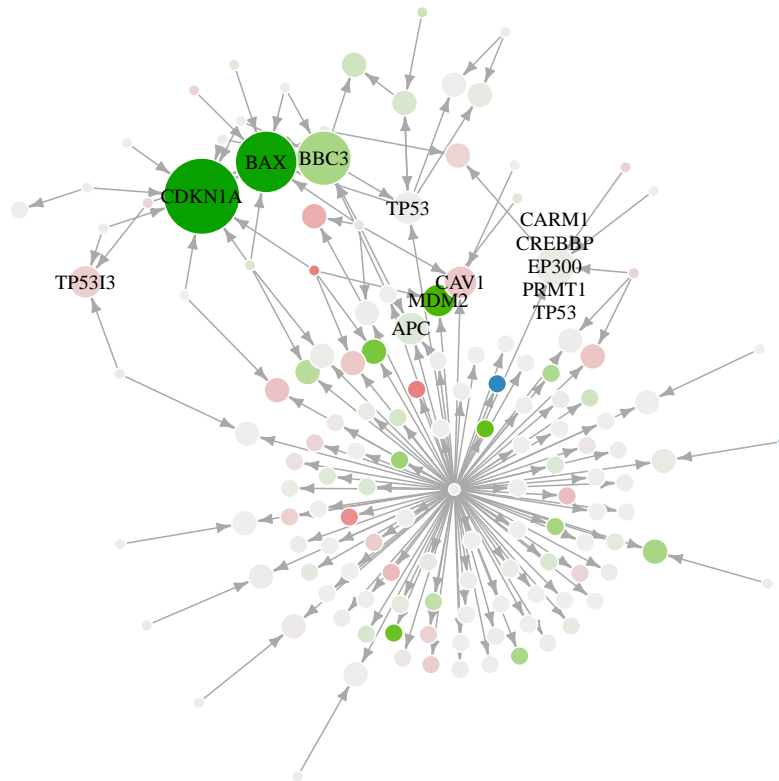 BAX
BBC3
CDKN1A
TP53
CARM1
CREBBP
EP300
PRMT1
TP53
TP53I3
CAV1
MDM2
APC